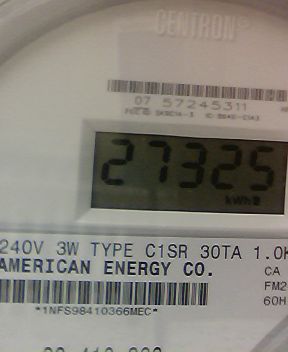 CENTRON®
07 57245311
27325
kWh
240V 3W TYPE C1SR 30TA 1.0K
AMERICAN ENERGY CO.
CA
FM2
60H
*1NFS98410366MEC*